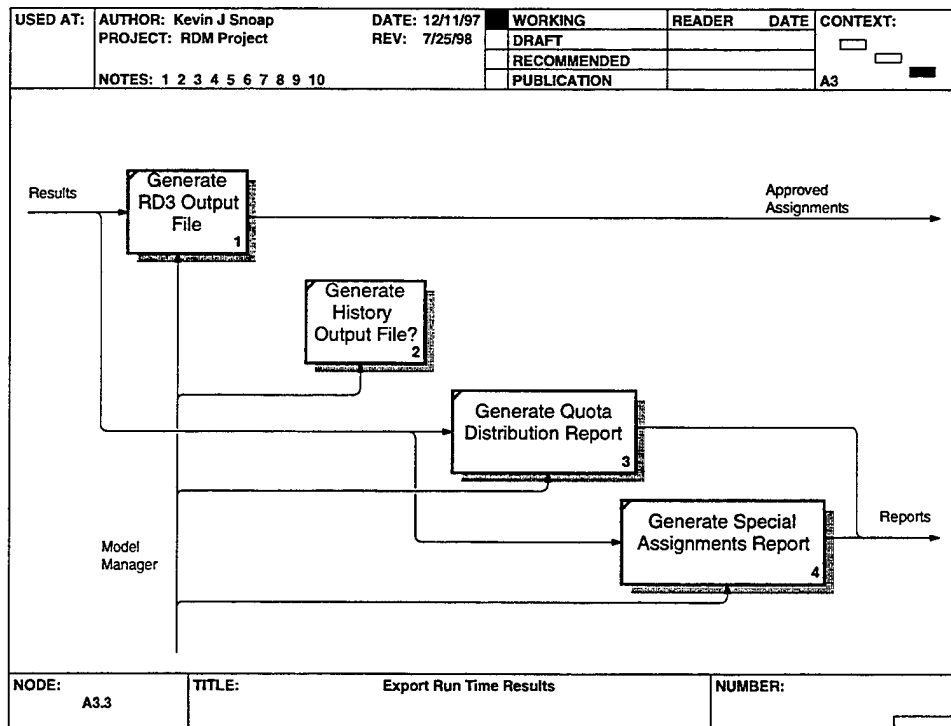 USED AT:
AUTHOR: Kevin J Snoap
DATE: 12/11/97
WORKING
READER DATE
CONTEXT:
PROJECT: RDM Project
REV: 7/25/98
DRAFT
RECOMMENDED
NOTES: 1 2 3 4 5 6 7 8 9 10
PUBLICATION
A3
Results
Generate
RD3 Output
File
1
Approved
Assignments
Generate
History
Output File?
2
Generate Quota
Distribution Report
3
Generate Special
Assignments Report
4
Reports
Model
Manager
NODE:
A3.3
TITLE:
Export Run Time Results
NUMBER: